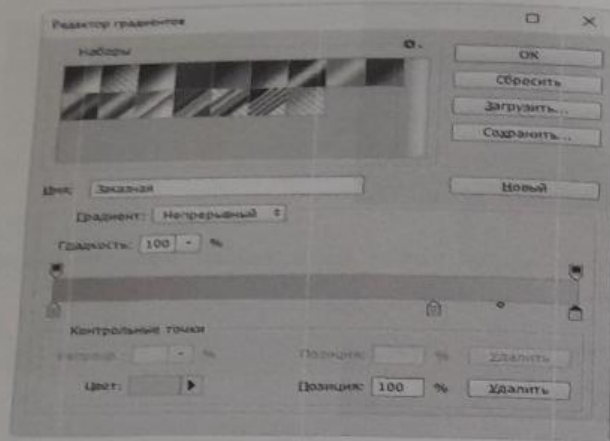 Редактор градиентов
Наборы
ОК
Сбросить
Загрузить...
Сохранить...
Имя: Заказная
Новый
Градиент: Непрерывный
Гладкость: 100 %
Контрольные точки
% Позиция: % Удалить
Цвет: Позиция: 100 % Удалить